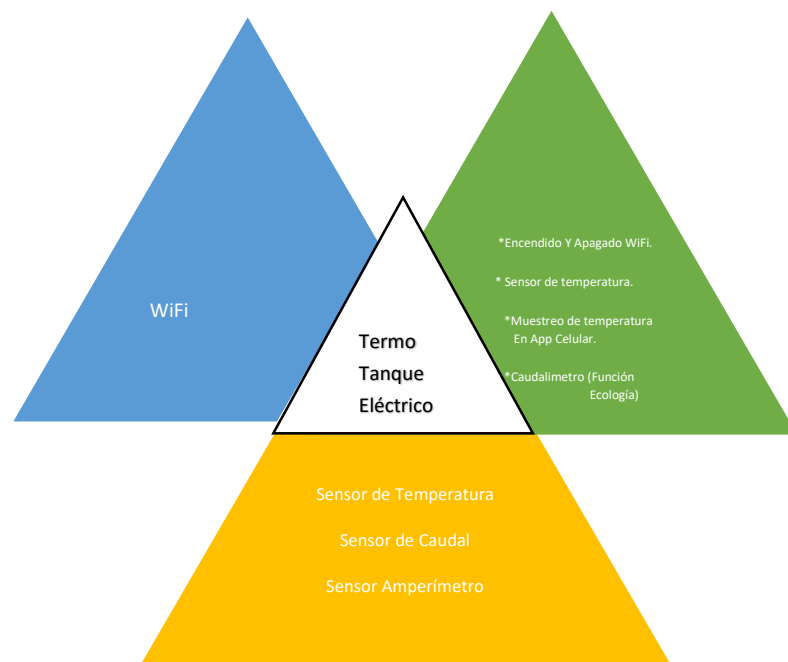 WiFi
Termo
Tanque
Eléctrico
*Encendido Y Apagado WiFi.
* Sensor de temperatura.
*Muestreo de temperatura
En App Celular.
*Caudalimetro (Función
Ecología)
Sensor de Temperatura
Sensor de Caudal
Sensor Amperímetro